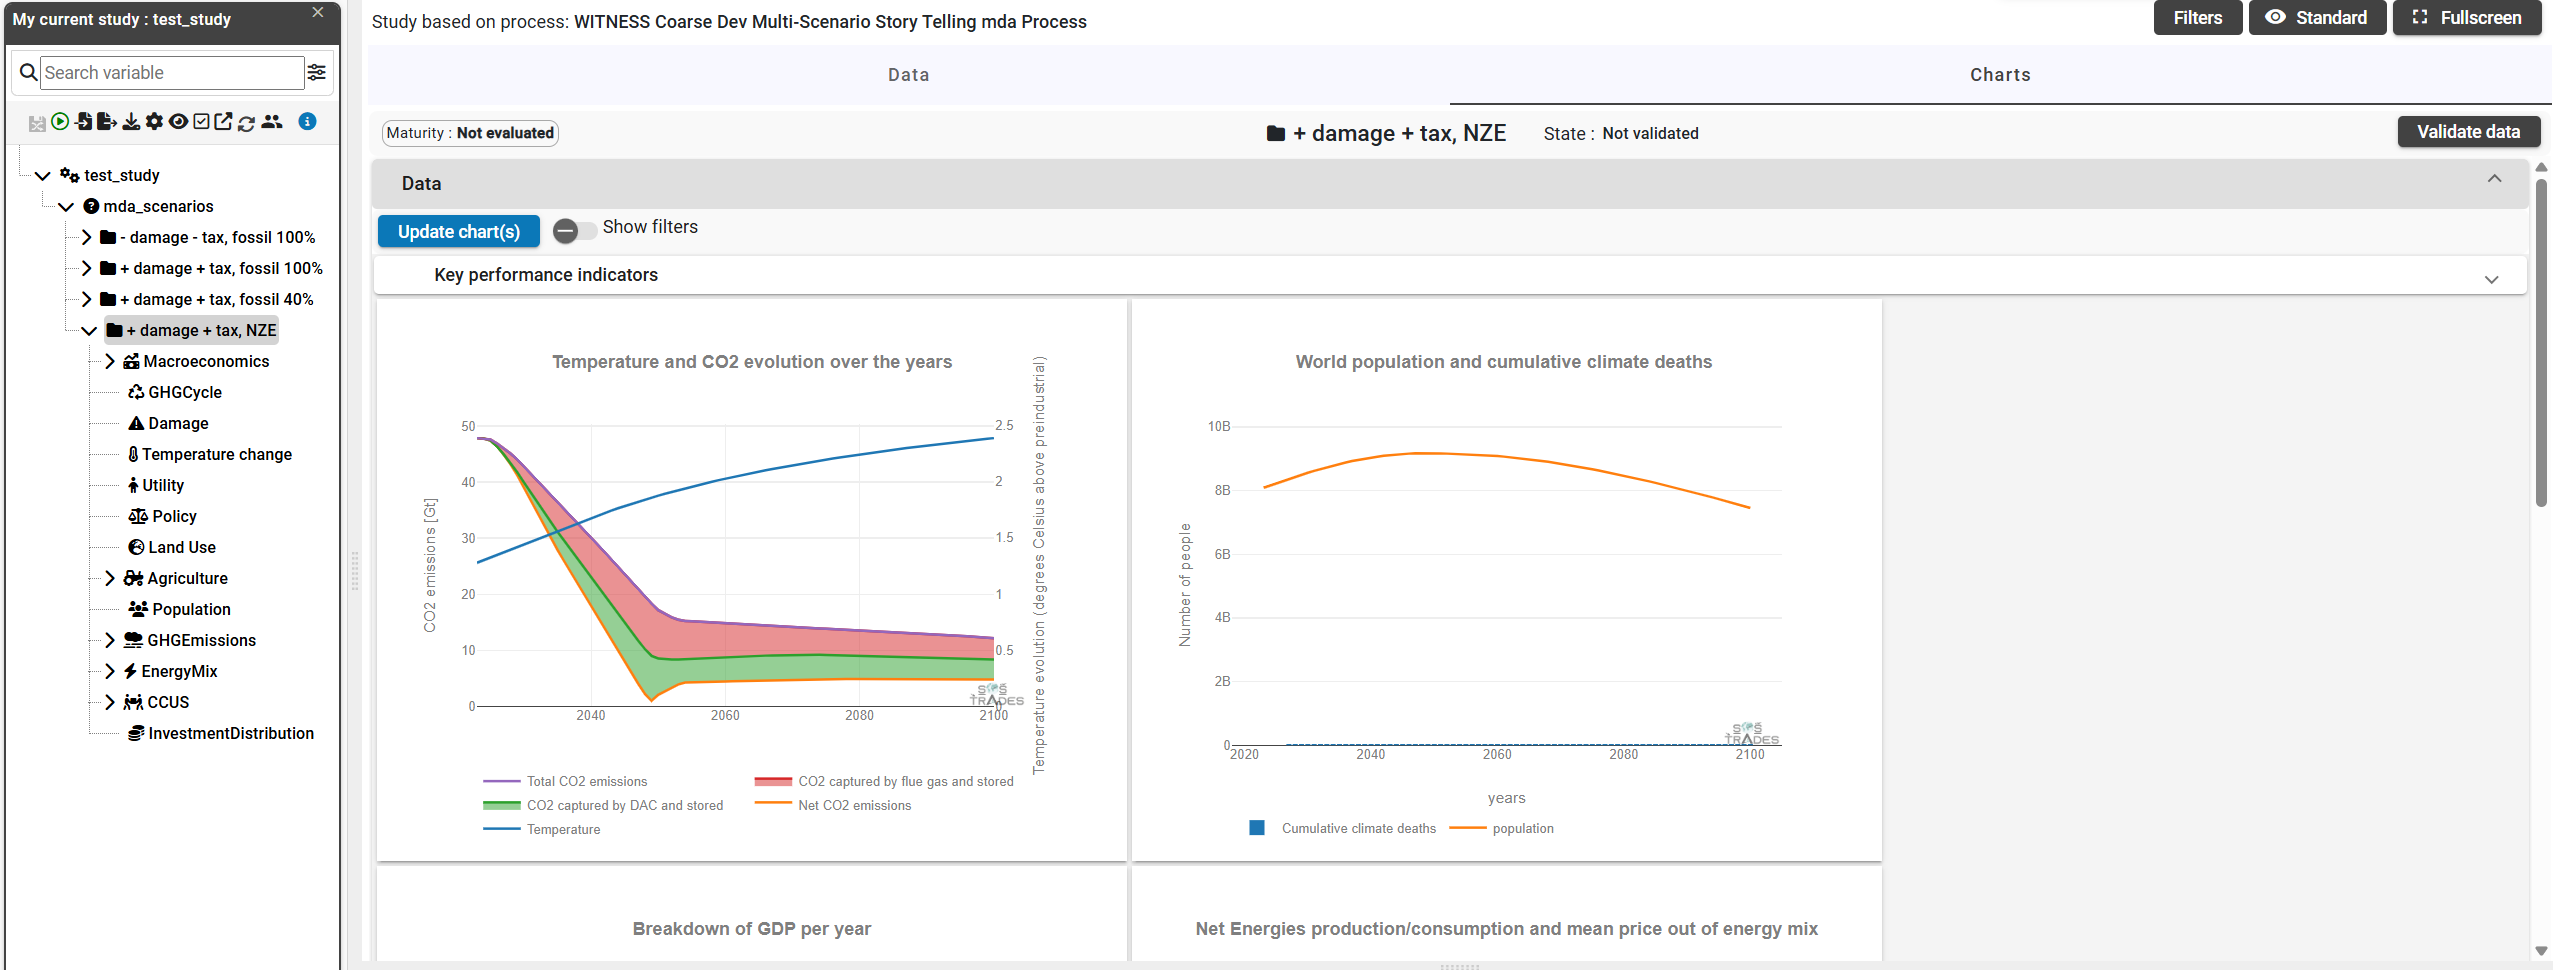 My current study : test_study
Study based on process: WITNESS Coarse Dev Multi-Scenario Story Telling mda Process
Filters
Standard
Fullscreen
Search variable
Data
Charts
Maturity : Not evaluated
+ damage + tax, NZE
State : Not validated
Validate data
Data
Update chart(s)
Show filters
Key performance indicators
test_study
mda_scenarios
- damage - tax, fossil 100%
+ damage + tax, fossil 100%
+ damage + tax, fossil 40%
+ damage + tax, NZE
Macroeconomics
GHGCycle
Damage
Temperature change
Utility
Policy
Land Use
Agriculture
Population
GHGEmissions
EnergyMix
CCUS
InvestmentDistribution
Temperature and CO2 evolution over the years
CO2 emissions [Gt]
50
40
30
20
10
0
2040
2060
2080
2100
2.5
2
1.5
1
0.5
0
Temperature evolution (degrees Celsius above preindustrial)
SOS
TRADES
Total CO2 emissions
CO2 captured by flue gas and stored
CO2 captured by DAC and stored
Net CO2 emissions
Temperature
World population and cumulative climate deaths
Number of people
10B
8B
6B
4B
2B
0
2020
2040
2060
2080
2100
years
SOS
TRADES
Cumulative climate deaths
population
Breakdown of GDP per year
Net Energies production/consumption and mean price out of energy mix